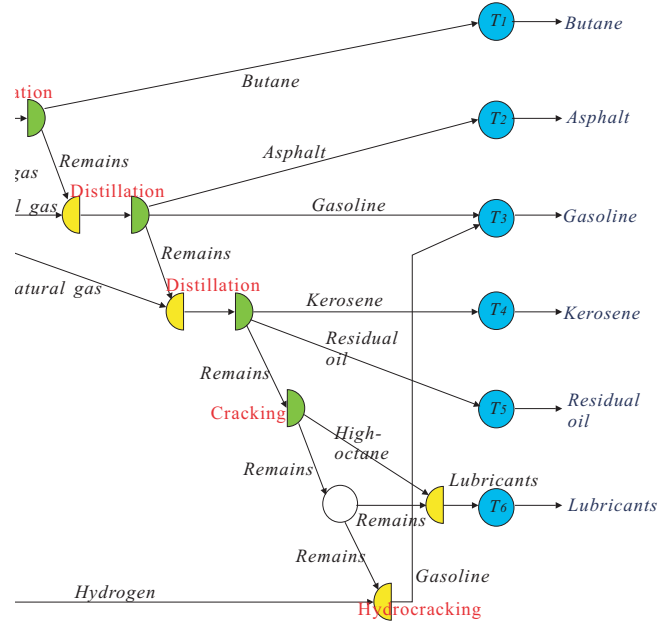 T1
Butane
Butane
ation
T2
Asphalt
Asphalt
Remains
gas
Distillation
l gas
Gasoline
T3
Gasoline
Remains
Distillation
atural gas
Kerosene
T4
Kerosene
Residual
oil
Remains
T5
Residual
oil
Cracking
High-
octane
Remains
Lubricants
T6
Lubricants
Remains
Remains
Gasoline
Hydrogen
Hydrocracking